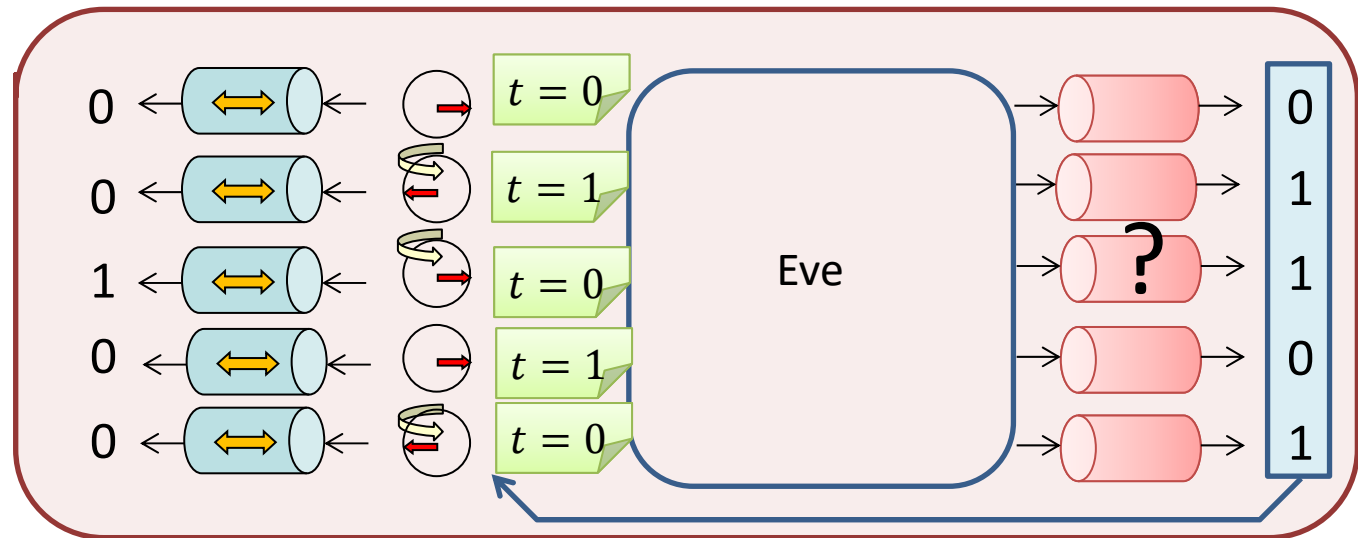 0 t = 0 0
0 t = 1 1
1 t = 0 Eve ? 1
0 t = 1 0
0 t = 0 1